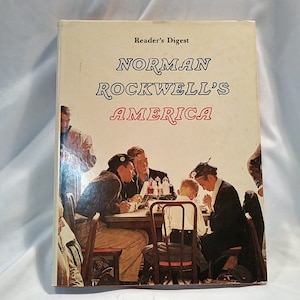 Reader's Digest
NORMAN
ROCKWELL'S
AMERICA